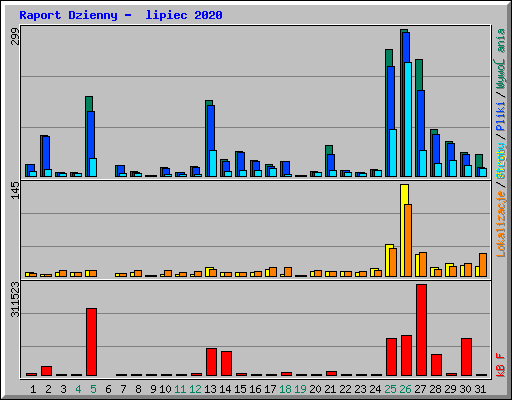 Raport Dzienny - lipiec 2020
299
145
311523
Wywoł ania / Pliki / Strony
Lokalizacje /
kB F
1 2 3 4 5 6 7 8 9 10 11 12 13 14 15 16 17 18 19 20 21 22 23 24 25 26 27 28 29 30 31